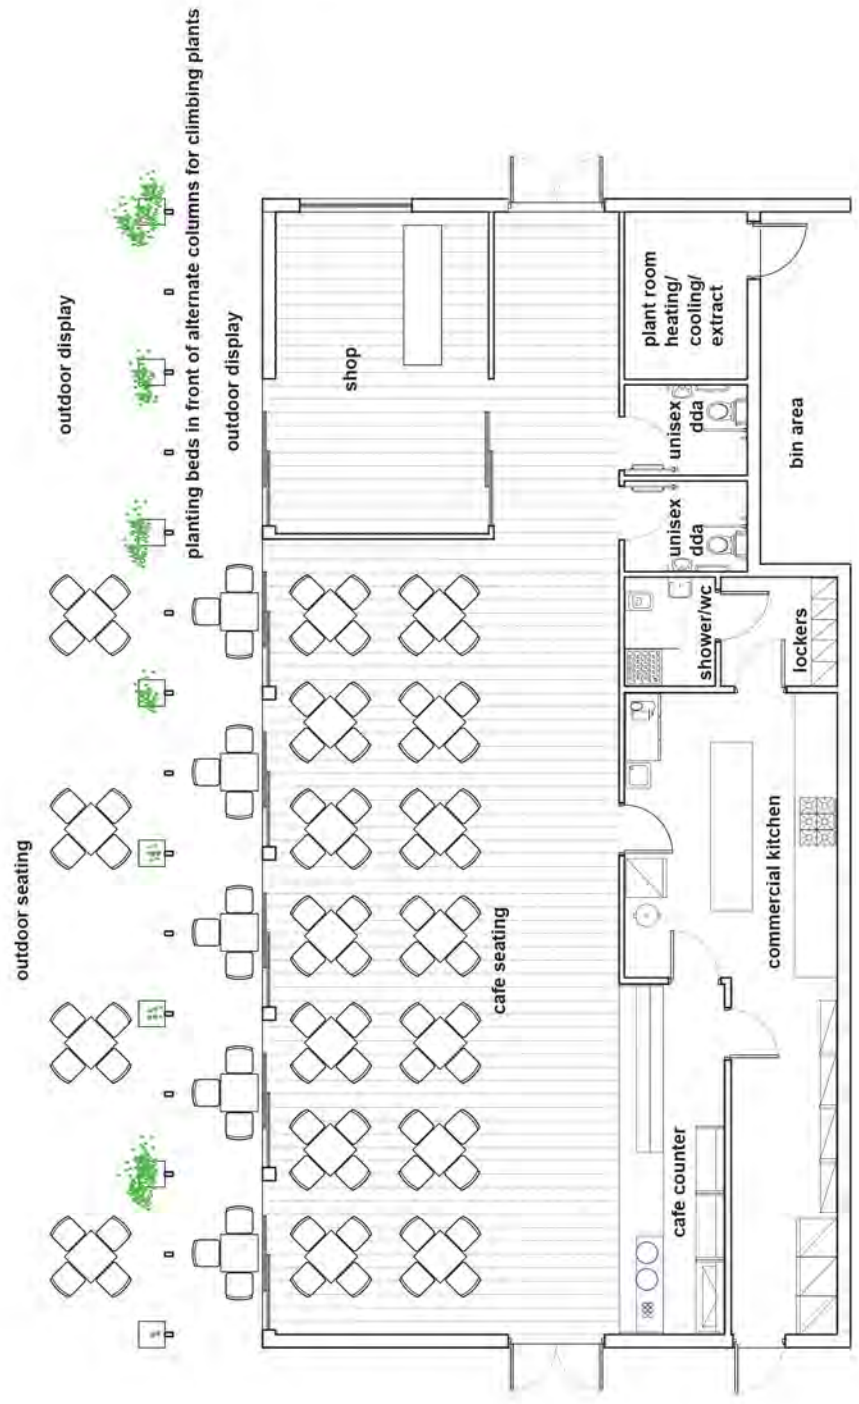 outdoor seating
outdoor display
planting beds in front of alternate columns for climbing plants
outdoor display
shop
cafe seating
plant room
heating/
cooling/
extract
unisex
dda
unisex
dda
shower/wc
cafe counter
commercial kitchen
lockers
bin area